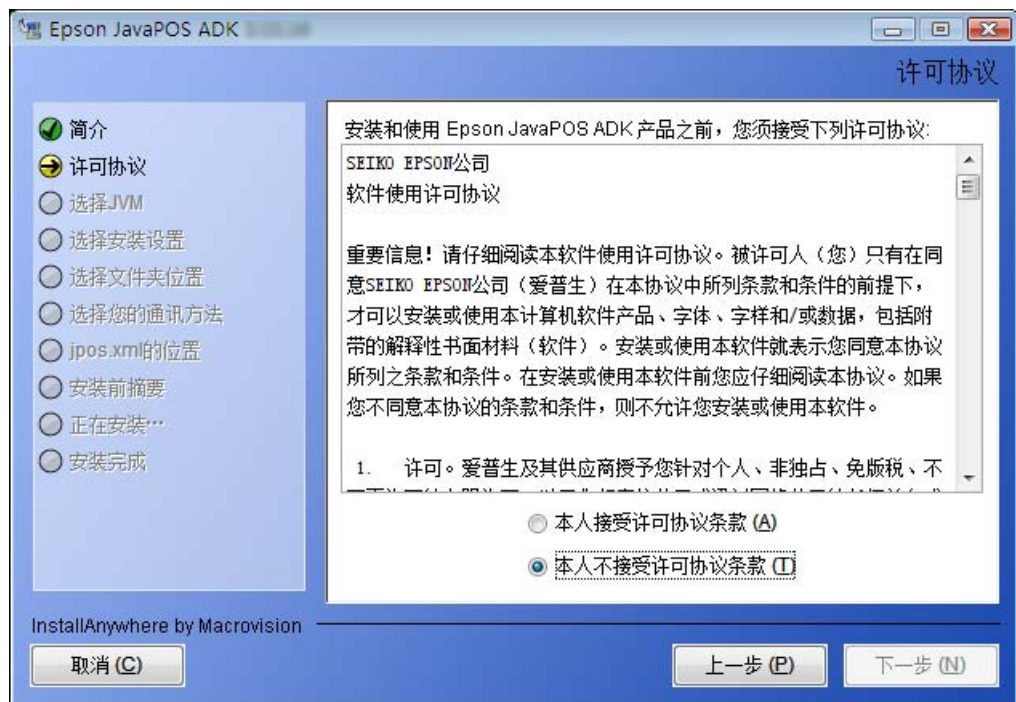 Epson JavaPOS ADK
许可协议
简介
许可协议
选择JVM
选择安装设置
选择文件夹位置
选择您的通讯方法
jpos.xml的位置
安装前摘要
正在安装…
安装完成
安装和使用 Epson JavaPOS ADK 产品之前，您须接受下列许可协议:
SEIKO EPSON公司
软件使用许可协议
重要信息！请仔细阅读本软件使用许可协议。被许可人（您）只有在同
意SEIKO EPSON公司（爱普生）在本协议中所列条款和条件的前提下，
才可以安装或使用本计算机软件产品、字体、字样和/或数据，包括附
带的解释性书面材料（软件）。安装或使用本软件就表示您同意本协议
所列之条款和条件。在安装或使用本软件前您应仔细阅读本协议。如果
您不同意本协议的条款和条件，则不允许您安装或使用本软件。
1. 许可。爱普生及其供应商授予您针对个人、非独占、免版税、不
本人接受许可协议条款 (A)
本人不接受许可协议条款 (T)
InstallAnywhere by Macrovision
取消 (C)
上一步 (P)
下一步 (N)